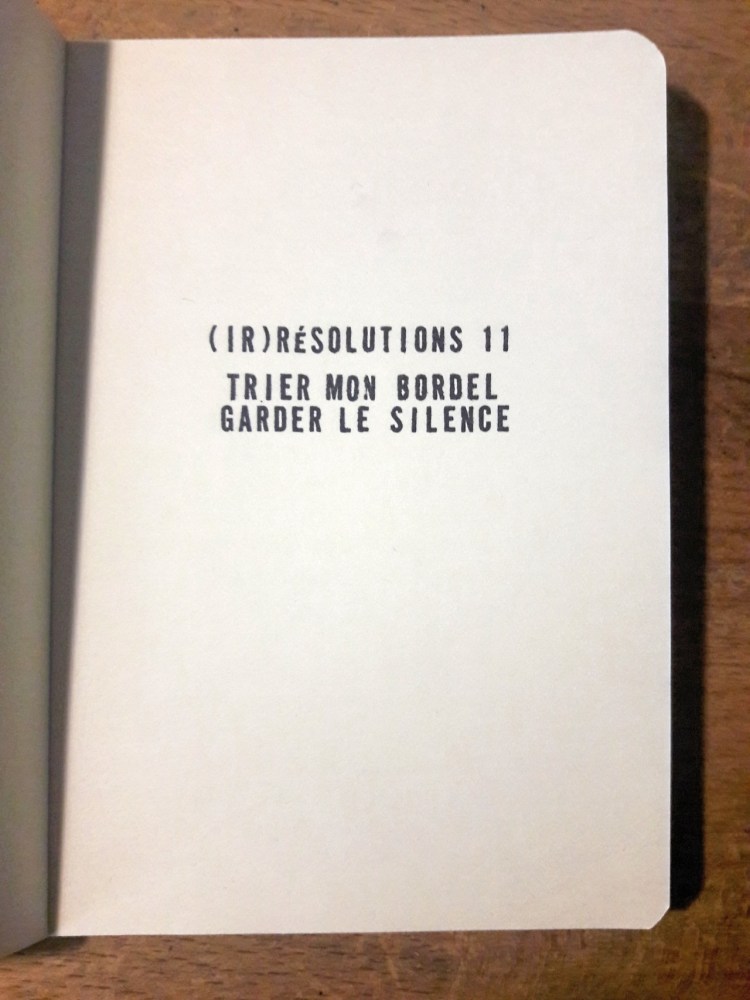 (IR)RÉSOLUTIONS 11
TRIER MON BORDEL
GARDER LE SILENCE